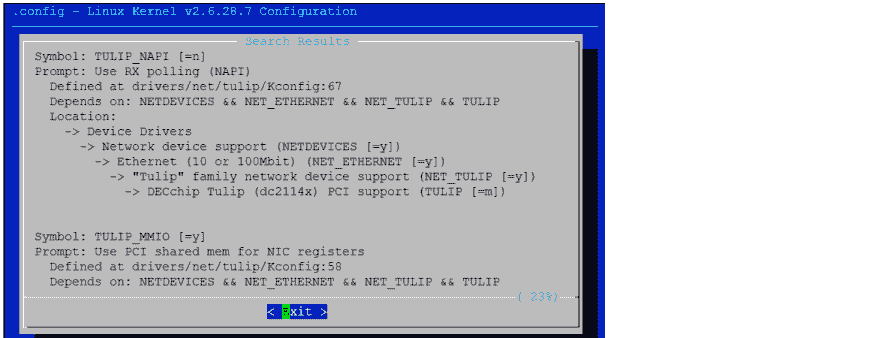 .config - Linux Kernel v2.6.28.7 Configuration
Search Results
Symbol: TULIP_NAPI [=n]
Prompt: Use RX polling (NAPI)
Defined at drivers/net/tulip/Kconfig:67
Depends on: NETDEVICES && NET_ETHERNET && NET_TULIP && TULIP
Location:
-> Device Drivers
-> Network device support (NETDEVICES [=y])
-> Ethernet (10 or 100Mbit) (NET_ETHERNET [=y])
-> "Tulip" family network device support (NET_TULIP [=y])
-> DECchip Tulip (dc2114x) PCI support (TULIP [=m])
Symbol: TULIP_MMIO [=y]
Prompt: Use PCI shared mem for NIC registers
Defined at drivers/net/tulip/Kconfig:58
Depends on: NETDEVICES && NET_ETHERNET && NET_TULIP && TULIP
( 23%)
< Exit >